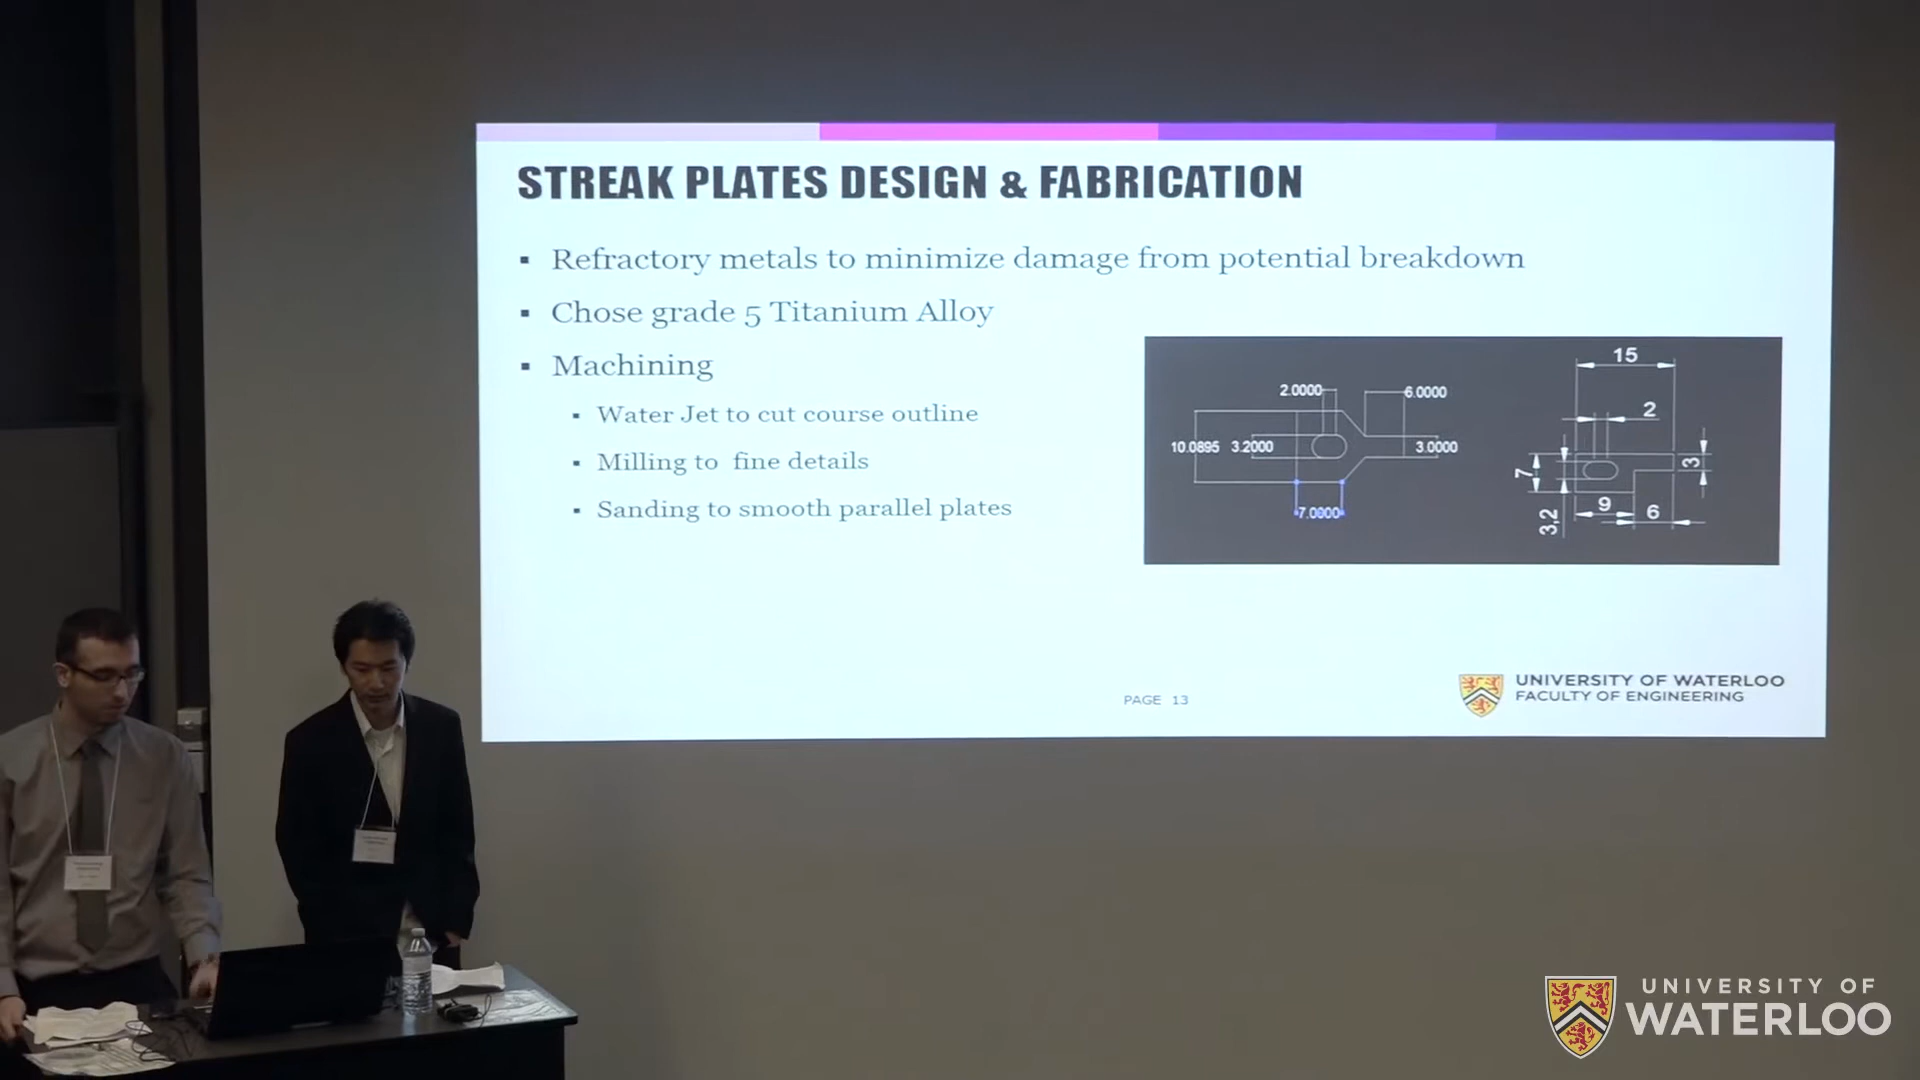 STREAK PLATES DESIGN & FABRICATION
▪ Refractory metals to minimize damage from potential breakdown
▪ Chose grade 5 Titanium Alloy
▪ Machining
▪ Water Jet to cut course outline
▪ Milling to fine details
▪ Sanding to smooth parallel plates
2.0000
6.0000
10.0895
3.2000
3.0000
7.0000
15
2
7
3
9
6
3,2
PAGE 13
UNIVERSITY OF WATERLOO
FACULTY OF ENGINEERING
UNIVERSITY OF
WATERLOO